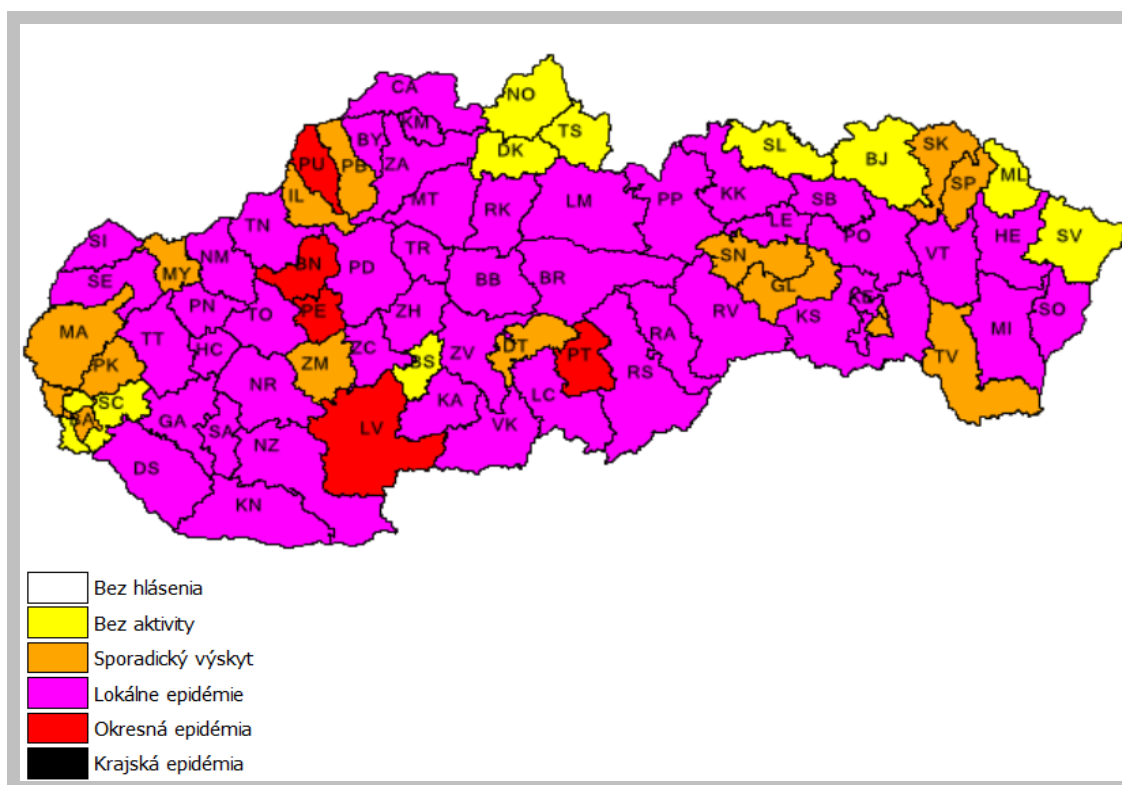 CA
NO
KM
BY
TS
SL
SK
BJ
PU
PB
ZA
DK
SP
ML
IL
MT
RK
LM
PP
KK
SB
TN
LE
PO
HE
SV
SI
NM
TR
VT
MY
BN
PD
BB
BR
SN
SE
GL
KE
PN
TO
PE
ZH
RV
KS
MI
SO
MA
TT
HC
ZC
ZV
DT
PT
RA
TV
PK
ZM
BS
RS
NR
SC
KA
LC
BA
GA
SA
NZ
LV
VK
DS
KN
Bez hlásenia
Bez aktivity
Sporadický výskyt
Lokálne epidémie
Okresná epidémia
Krajská epidémia